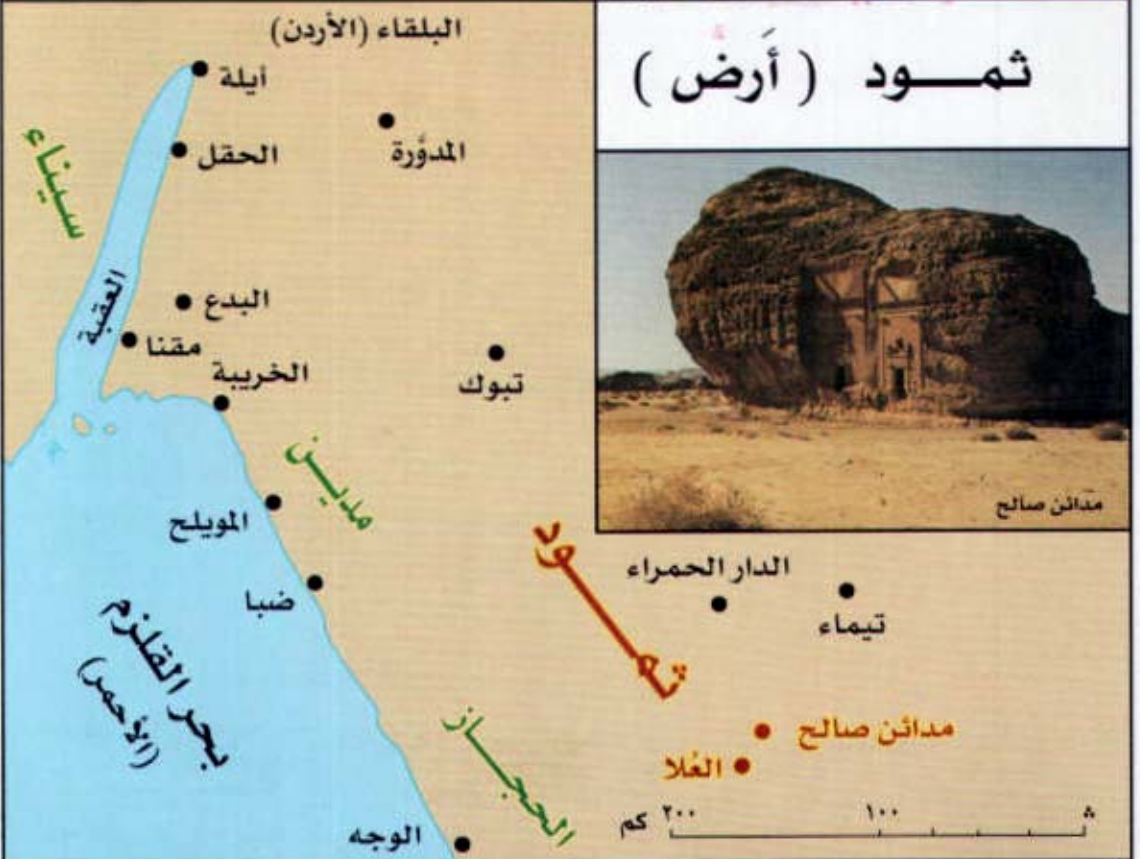 ثمـــود ( أَرض )
البلقاء (الأردن)
أيلة
المدوَّرة
الحقل
سيناء
العقبة
البدع
مقنا
الخريبة
تبوك
مدين
المويلح
ضبا
مدائن صالح
ثمود
الدار الحمراء
تيماء
بحر القلزم
(الأحمر)
الحجاز
مدائن صالح
العُلا
الوجه
٢٠٠ ١٠٠ كم